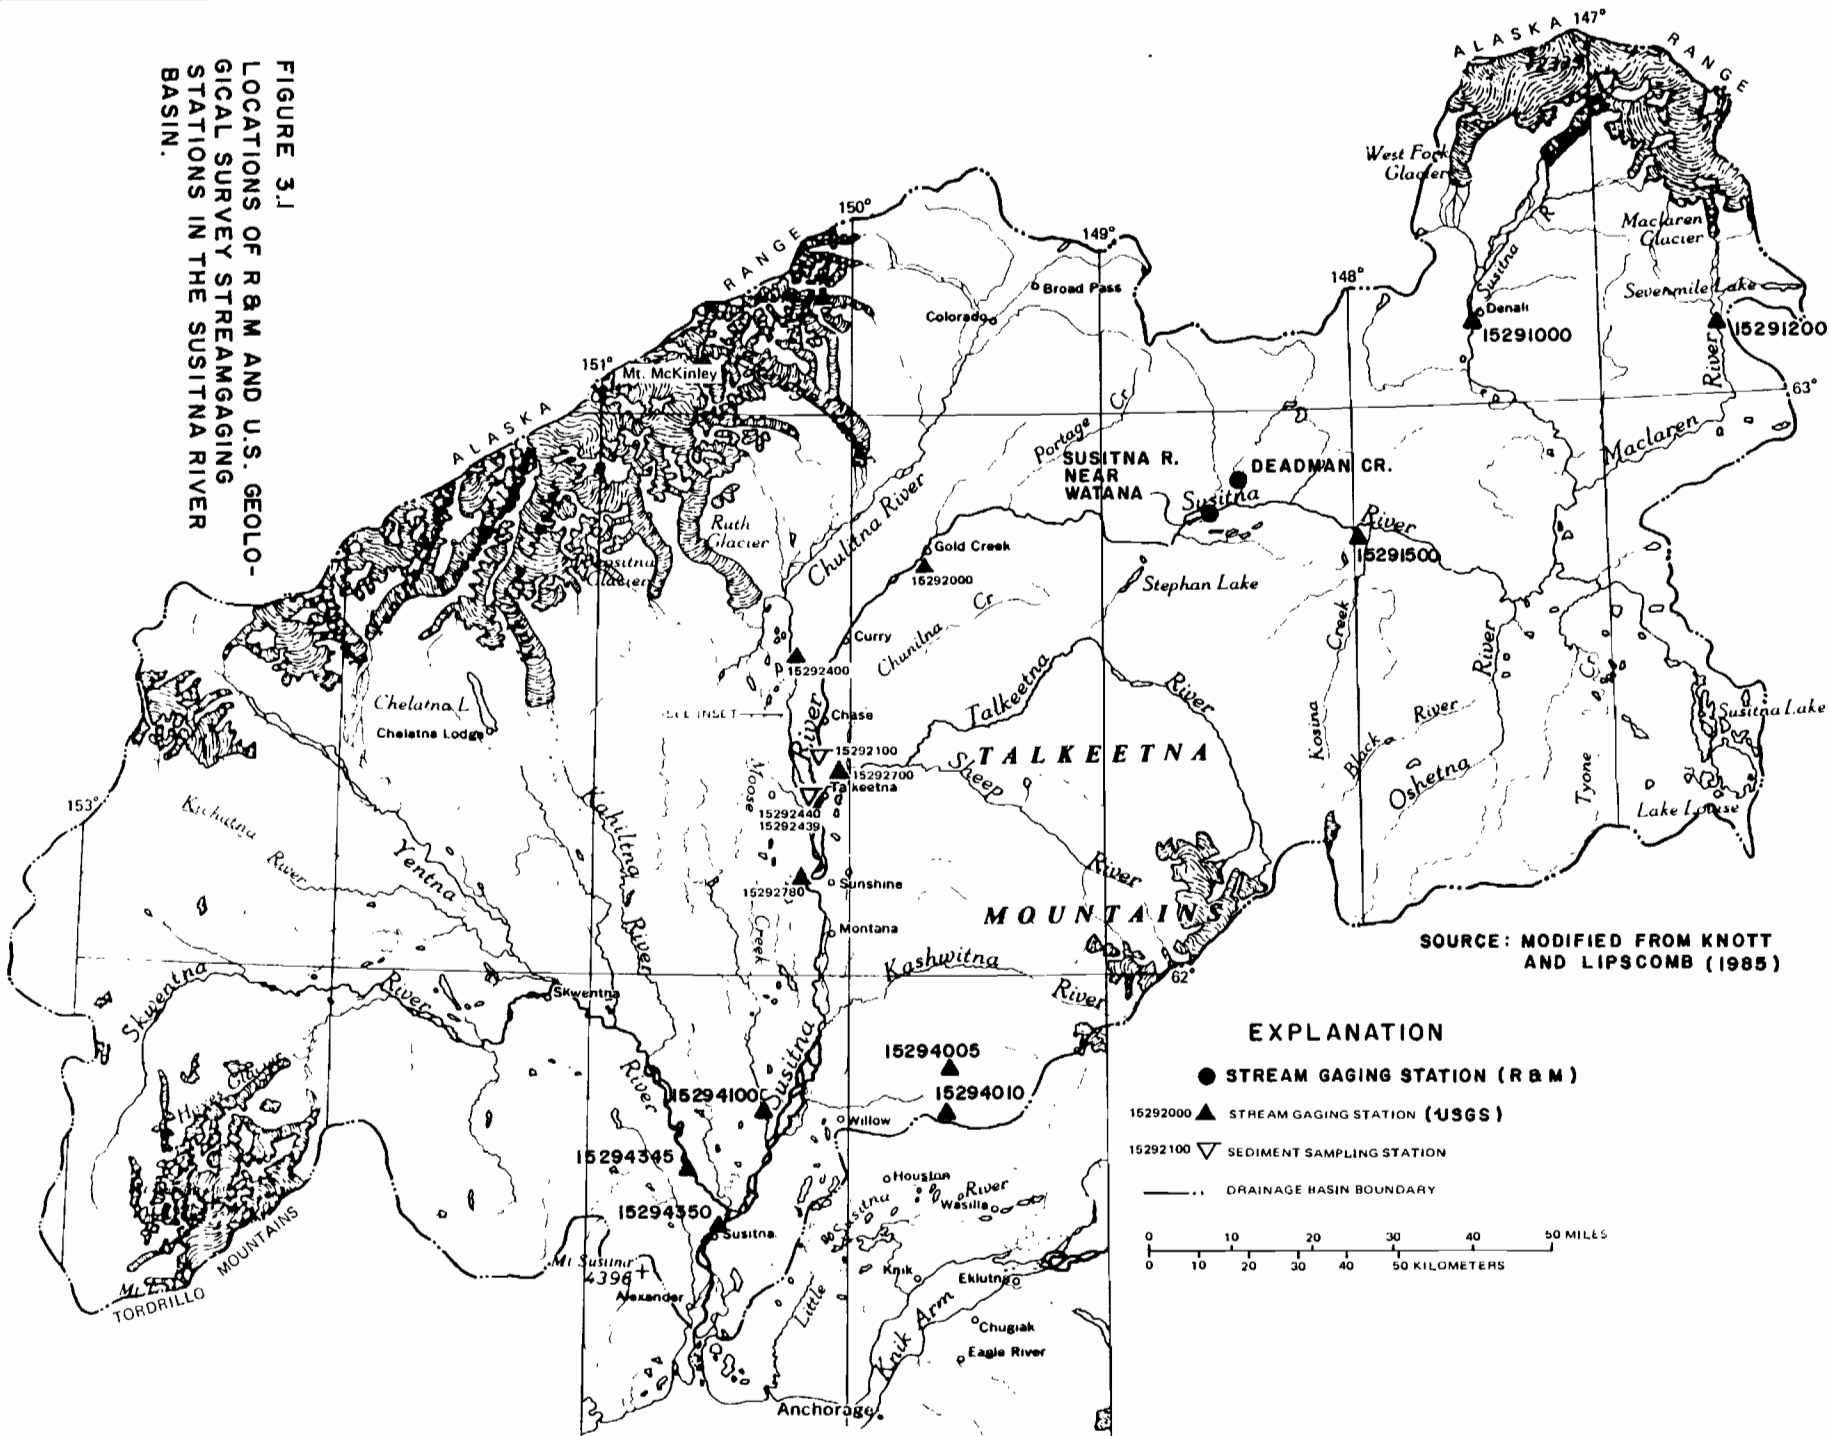 FIGURE 3.1
LOCATIONS OF R&M AND U.S. GEOLO-
GICAL SURVEY STREAMGAGING
STATIONS IN THE SUSITNA RIVER
BASIN.
ALASKA
147°
RANGE
West Fork
Glacier
Maclaren
Glacier
Susitna
R
Sevenmile Lake
Denali
15291000
15291200
River
63°
Maclaren
148°
149°
150°
RANGE
Broad Pass
Colorado
151°
Mt. McKinley
ALASKA
Portage
Cr
SUSITNA R.
NEAR
WATANA
DEADMAN CR.
Susitna
River
15291500
Chulitna River
Ruth
Glacier
Glacier
Gold Creek
15292000
Stephan Lake
Cr
Chunilna
Curry
15292400
Creek
Kosina
River
Oshetna
Black
River
Cr
Tyone
Susitna Lake
Lake Louise
Talkeetna
River
Chelatna L
Chelatna Lodge
SEE INSET
River
Chase
15292100
15292700
Talkeetna
15292440
15292439
Moose
Creek
TALKEETNA
Sheep
River
MOUNTAINS
153°
Kichatna
River
Yentna
Kahiltna
River
15292780
Sunshine
Montana
Kashwitna
River
62°
SOURCE: MODIFIED FROM KNOTT
AND LIPSCOMB (1985)
Skwentna
River
Skwentna
River
Susitna
15294005
15294010
15294100
Willow
15294345
15294350
Susitna
Houston
River
Wasilla
Susitna
Little
Hayes Glacier
MOUNTAINS
TORDRILLO
Mt Susitna
4396
Alexander
Knik
Eklutna
Knik Arm
Chugiak
Eagle River
Anchorage
EXPLANATION
STREAM GAGING STATION (R&M)
15292000 STREAM GAGING STATION (USGS)
15292100 SEDIMENT SAMPLING STATION
DRAINAGE BASIN BOUNDARY
0 10 20 30 40 50 MILES
0 10 20 30 40 50 KILOMETERS